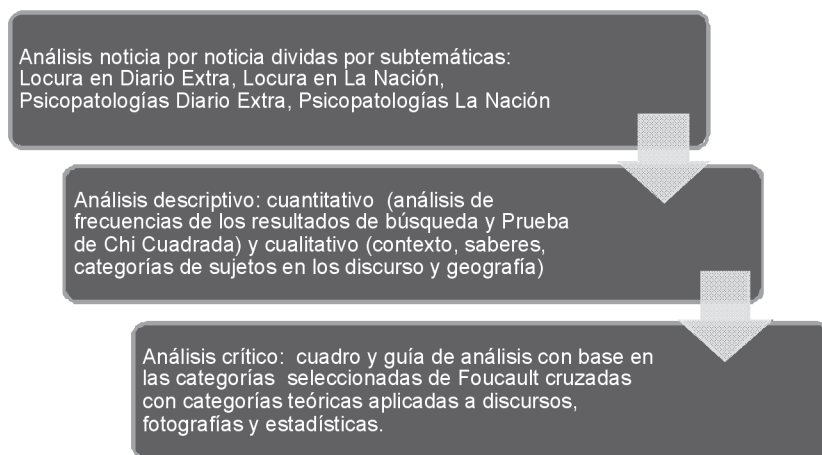 Análisis noticia por noticia dividas por subtemáticas:
Locura en Diario Extra, Locura en La Nación,
Psicopatologías Diario Extra, Psicopatologías La Nación
Análisis descriptivo: cuantitativo (análisis de
frecuencias de los resultados de búsqueda y Prueba
de Chi Cuadrada) y cualitativo (contexto, saberes,
categorías de sujetos en los discurso y geografía)
Análisis crítico: cuadro y guía de análisis con base en
las categorías seleccionadas de Foucault cruzadas
con categorías teóricas aplicadas a discursos,
fotografías y estadísticas.